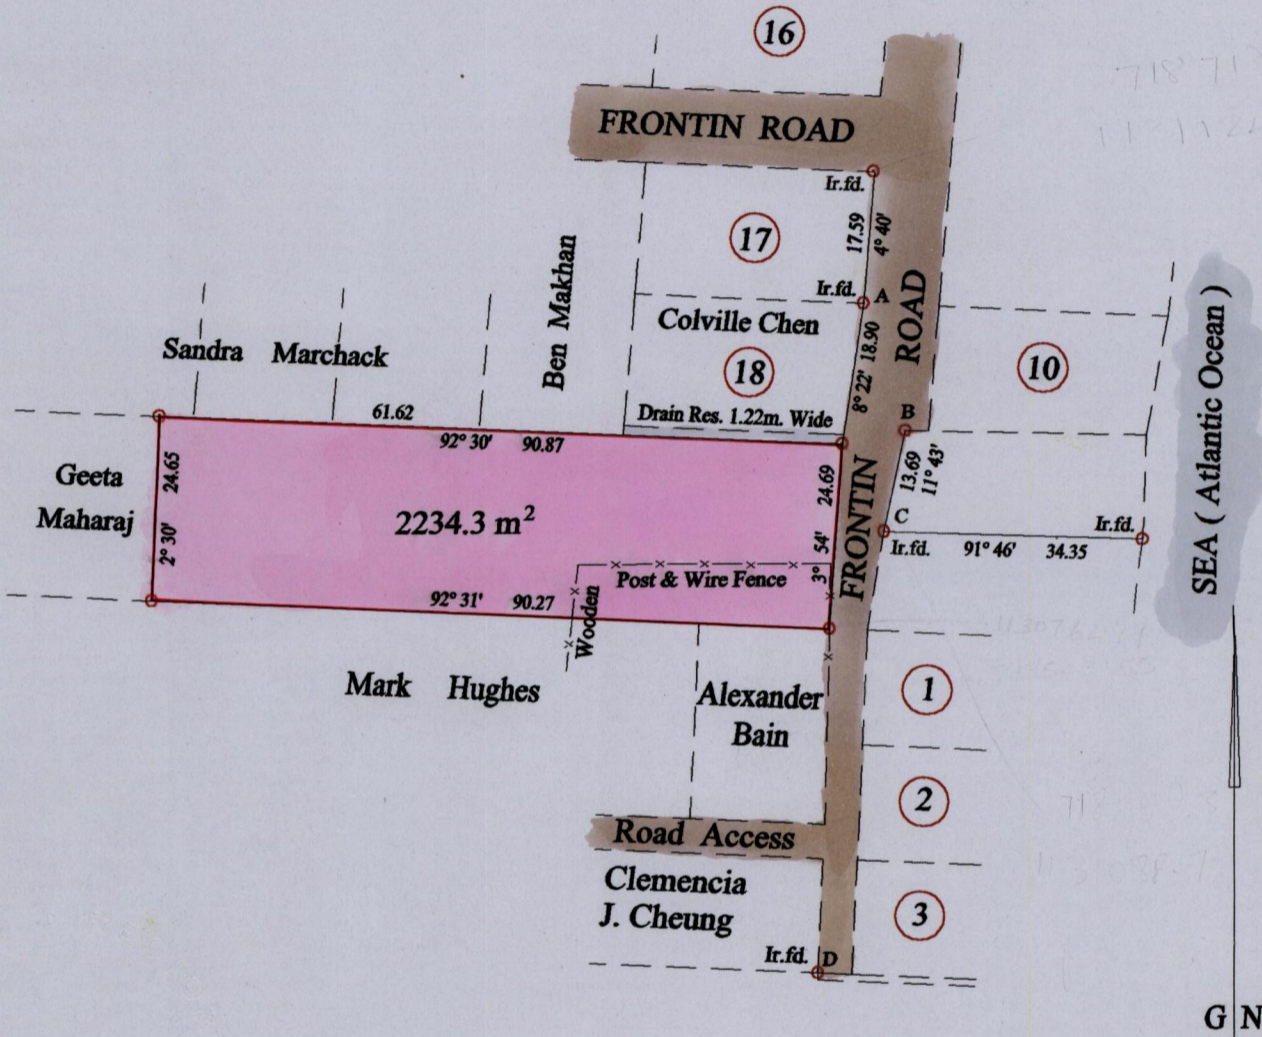 16
FRONTIN ROAD
Ir.fd.
17
17.59
4° 40'
Ir.fd. A
Colville Chen
18
18.90
8° 22'
ROAD
10
Ben Makhan
Sandra Marchack
61.62
Drain Res. 1.22m. Wide
B
92° 30' 90.87
13.69
11° 43'
SEA ( Atlantic Ocean )
Geeta
Maharaj
24.65
2° 30'
2234.3 m²
24.69
3° 54'
FRONTIN
C
Ir.fd.
91° 46' 34.35
Ir.fd.
Post & Wire Fence
Wooden
92° 31' 90.27
Mark Hughes
Alexander
Bain
1
2
Road Access
Clemencia
J. Cheung
3
Ir.fd. D
G N